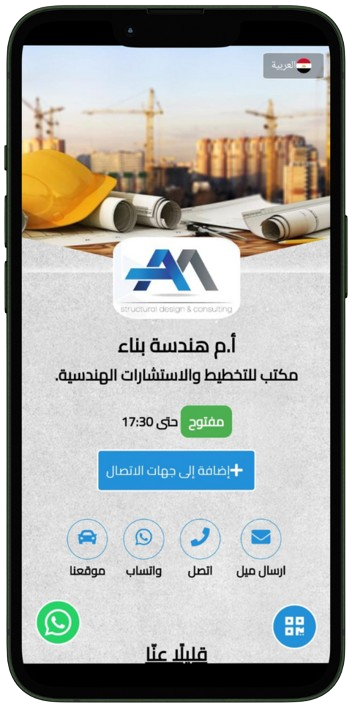 العربية
AM
structural design & consulting
أ.م هندسة بناء
مكتب للتخطيط والاستشارات الهندسية.
مفتوح حتى 17:30
+إضافة إلى جهات الاتصال
ارسال ميل
اتصل
واتساب
موقعنا
قليلًا عنّا